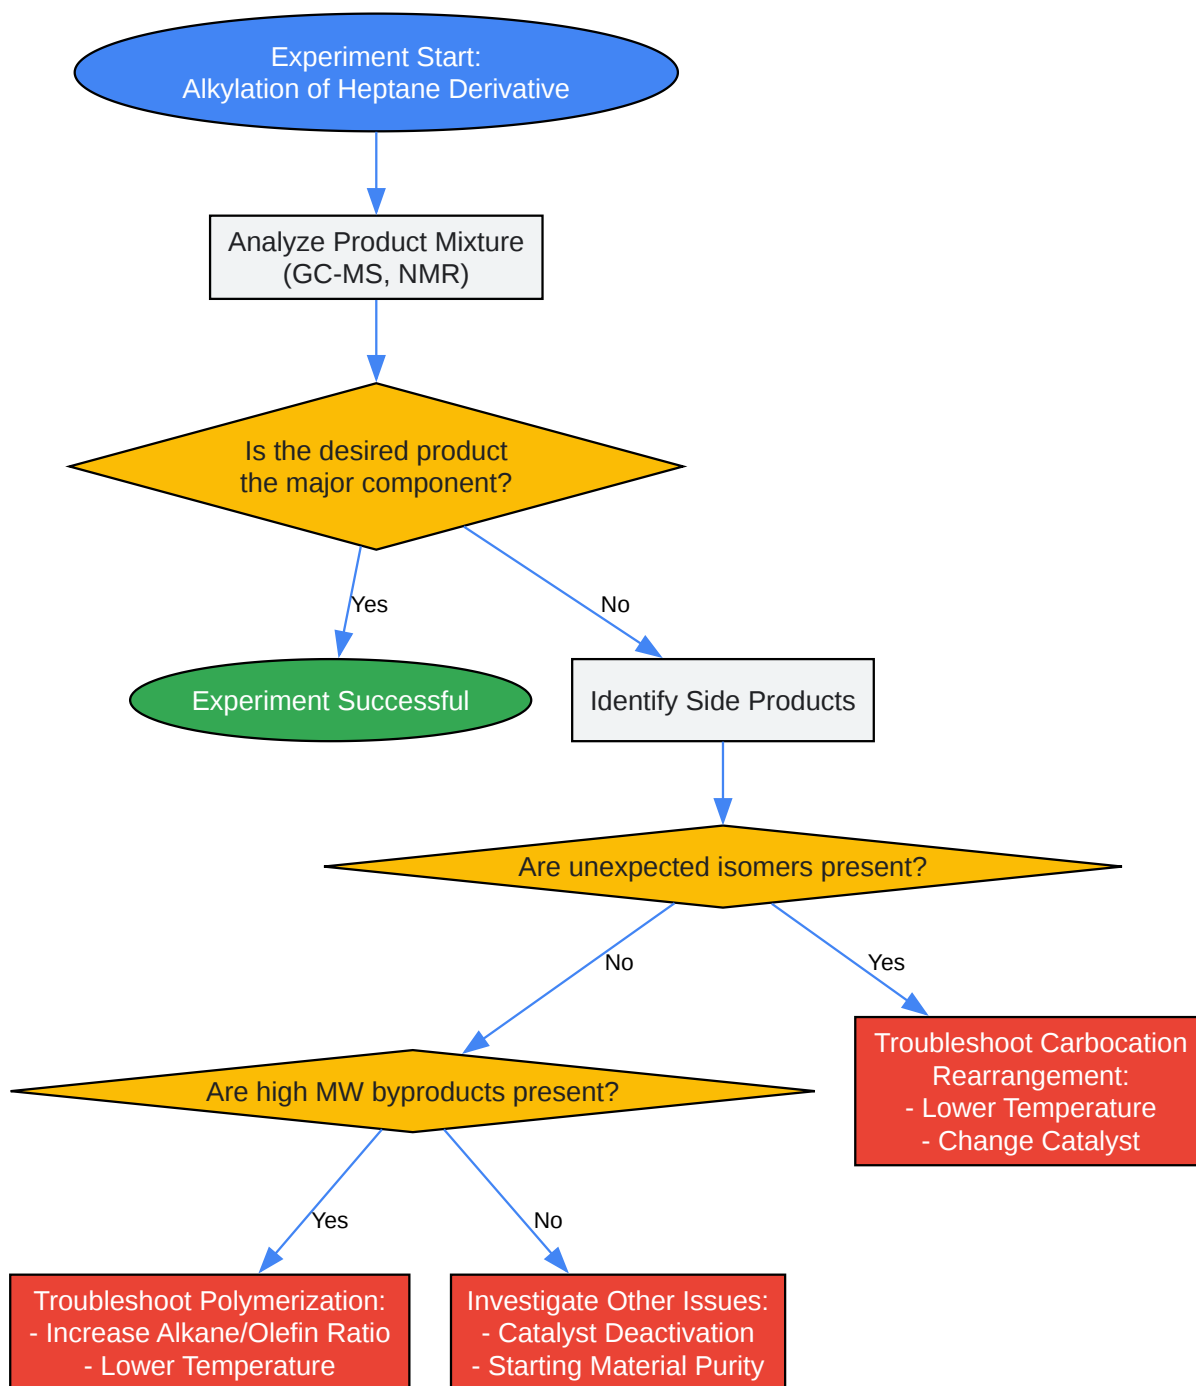 Experiment Start:
Alkylation of Heptane Derivative
Analyze Product Mixture
(GC-MS, NMR)
Is the desired product
the major component?
Yes
No
Experiment Successful
Identify Side Products
Are unexpected isomers present?
No
Yes
Troubleshoot Carbocation
Rearrangement:
- Lower Temperature
- Change Catalyst
Are high MW byproducts present?
Yes
No
Troubleshoot Polymerization:
- Increase Alkane/Olefin Ratio
- Lower Temperature
Investigate Other Issues:
- Catalyst Deactivation
- Starting Material Purity